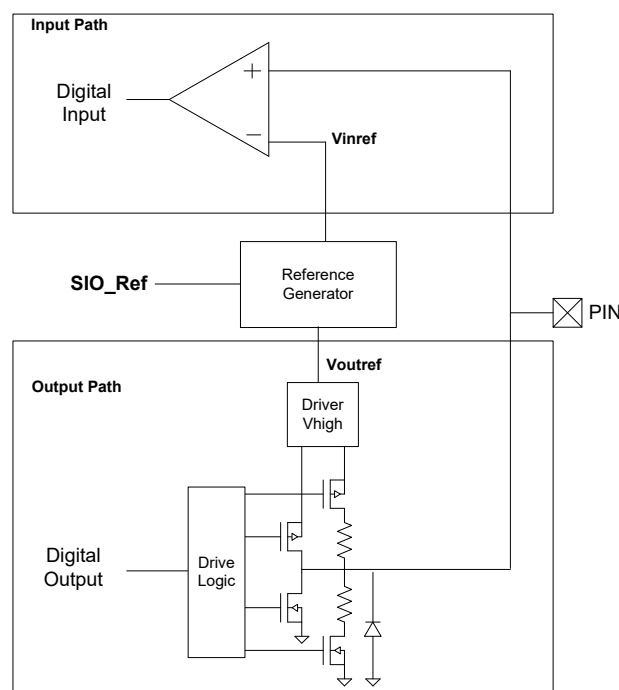 Input Path
Digital
Input
+
−
Vinref
SIO_Ref
Reference
Generator
PIN
Voutref
Output Path
Driver
Vhigh
Digital
Output
Drive
Logic